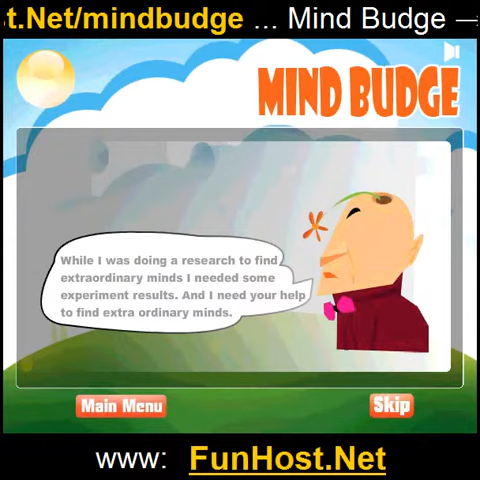 st.Net/mindbudge ... Mind Budge —
MIND BUDGE
While I was doing a research to find
extraordinary minds I needed some
experiment results. And I need your help
to find extra ordinary minds.
Main Menu
Skip
www: FunHost.Net